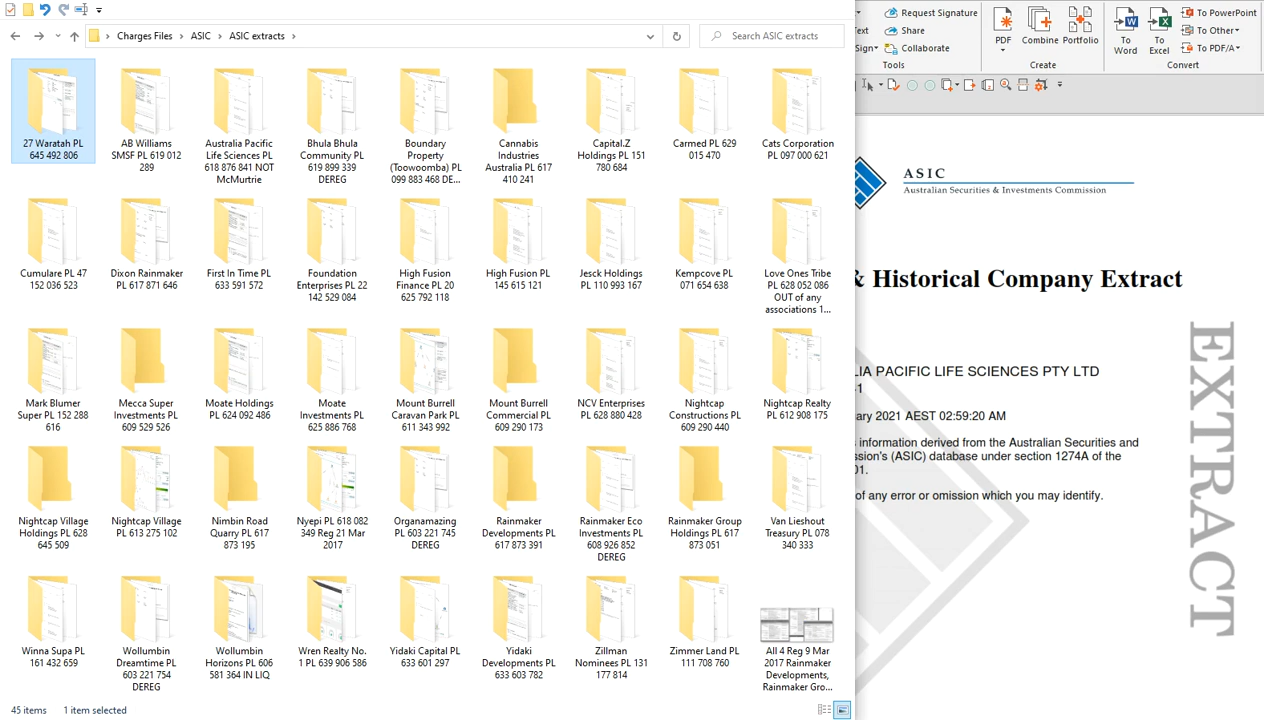 Charges Files > ASIC > ASIC extracts >
Search ASIC extracts
27 Waratah PL
645 492 806
AB Williams
SMSF PL 619 012
289
Australia Pacific
Life Sciences PL
618 876 841 NOT
McMurtrie
Bhula Bhula
Community PL
619 899 339
DEREG
Boundary
Property
(Toowoomba) PL
099 883 468 DE...
Cannabis
Industries
Australia PL 617
410 241
Capital.Z
Holdings PL 151
780 684
Carmed PL 629
015 470
Cats Corporation
PL 097 000 621
Cumulare PL 47
152 036 523
Dixon Rainmaker
PL 617 871 646
First In Time PL
633 591 572
Foundation
Enterprises PL 22
142 529 084
High Fusion
Finance PL 20
625 792 118
High Fusion PL
145 615 121
Jesck Holdings
PL 110 993 167
Kempcove PL
071 654 638
Love Ones Tribe
PL 628 052 086
OUT of any
associations 1...
Mark Blumer
Super PL 152 288
616
Mecca Super
Investments PL
609 529 526
Moate Holdings
PL 624 092 486
Moate
Investments PL
625 886 768
Mount Burrell
Caravan Park PL
611 343 992
Mount Burrell
Commercial PL
609 290 173
NCV Enterprises
PL 628 880 428
Nightcap
Constructions PL
609 290 440
Nightcap Realty
PL 612 908 175
Nightcap Village
Holdings PL 628
645 509
Nightcap Village
PL 613 275 102
Nimbin Road
Quarry PL 617
873 195
Nyepi PL 618 082
349 Reg 21 Mar
2017
Organamazing
PL 603 221 745
DEREG
Rainmaker
Developments PL
617 873 391
Rainmaker Eco
Investments PL
608 926 852
DEREG
Rainmaker Group
Holdings PL 617
873 051
Van Lieshout
Treasury PL 078
340 333
Winna Supa PL
161 432 659
Wollumbin
Dreamtime PL
603 221 754
DEREG
Wollumbin
Horizons PL 606
581 364 IN LIQ
Wren Realty No.
1 PL 639 906 586
Yidaki Capital PL
633 601 297
Yidaki
Developments PL
633 603 782
Zillman
Nominees PL 131
177 814
Zimmer Land PL
111 708 760
All 4 Reg 9 Mar
2017 Rainmaker
Developments,
Rainmaker Gro...
45 items 1 item selected
Request Signature
Text Share
Sign Collaborate
Tools
PDF Combine Portfolio
Create
To Word
To Excel
To PowerPoint
To Other
To PDF/A
Convert
ASIC
Australian Securities & Investments Commission
& Historical Company Extract
LIA PACIFIC LIFE SCIENCES PTY LTD
1
ary 2021 AEST 02:59:20 AM
information derived from the Australian Securities and
ssion's (ASIC) database under section 1274A of the
01.
of any error or omission which you may identify.
EXTRACT